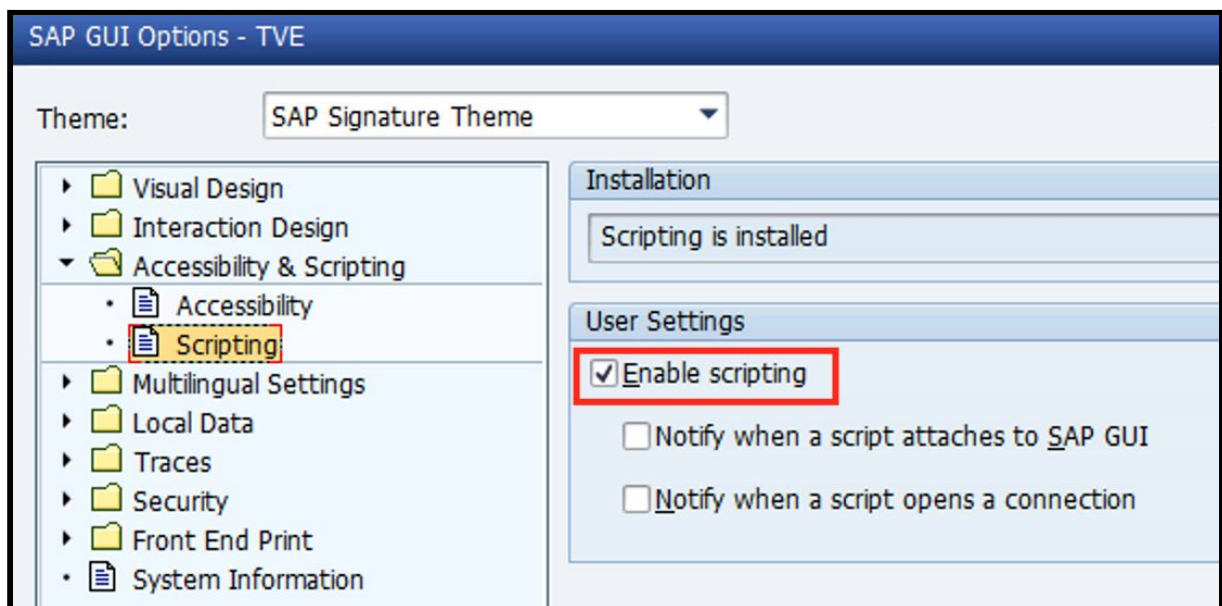 SAP GUI Options - TVE
Theme:
SAP Signature Theme
Visual Design
Interaction Design
Accessibility & Scripting
Accessibility
Scripting
Multilingual Settings
Local Data
Traces
Security
Front End Print
System Information
Installation
Scripting is installed
User Settings
Enable scripting
Notify when a script attaches to SAP GUI
Notify when a script opens a connection